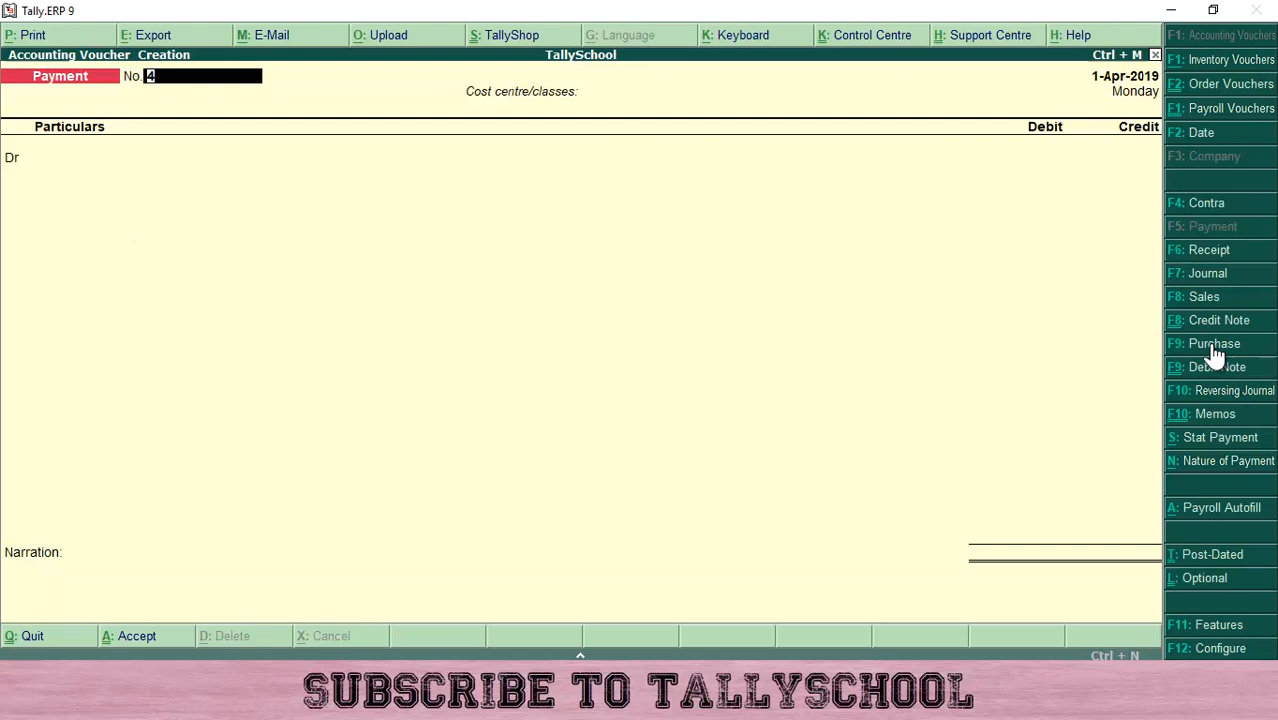 Tally.ERP 9
P: Print E: Export M: E-Mail O: Upload S: TallyShop G: Language K: Keyboard K: Control Centre H: Support Centre H: Help
Accounting Voucher Creation TallySchool Ctrl + M
Payment No. 4 1-Apr-2019
Cost centre/classes: Monday
Particulars Debit Credit
Dr
Narration:
Q: Quit A: Accept D: Delete X: Cancel
Ctrl + N
F1: Accounting Vouchers
F1: Inventory Vouchers
F2: Order Vouchers
F1: Payroll Vouchers
F2: Date
F3: Company
F4: Contra
F5: Payment
F6: Receipt
F7: Journal
F8: Sales
F8: Credit Note
F9: Purchase
F9: Debit Note
F10: Reversing Journal
F10: Memos
S: Stat Payment
N: Nature of Payment
A: Payroll Autofill
T: Post-Dated
L: Optional
F11: Features
F12: Configure
SUBSCRIBE TO TALLYSCHOOL